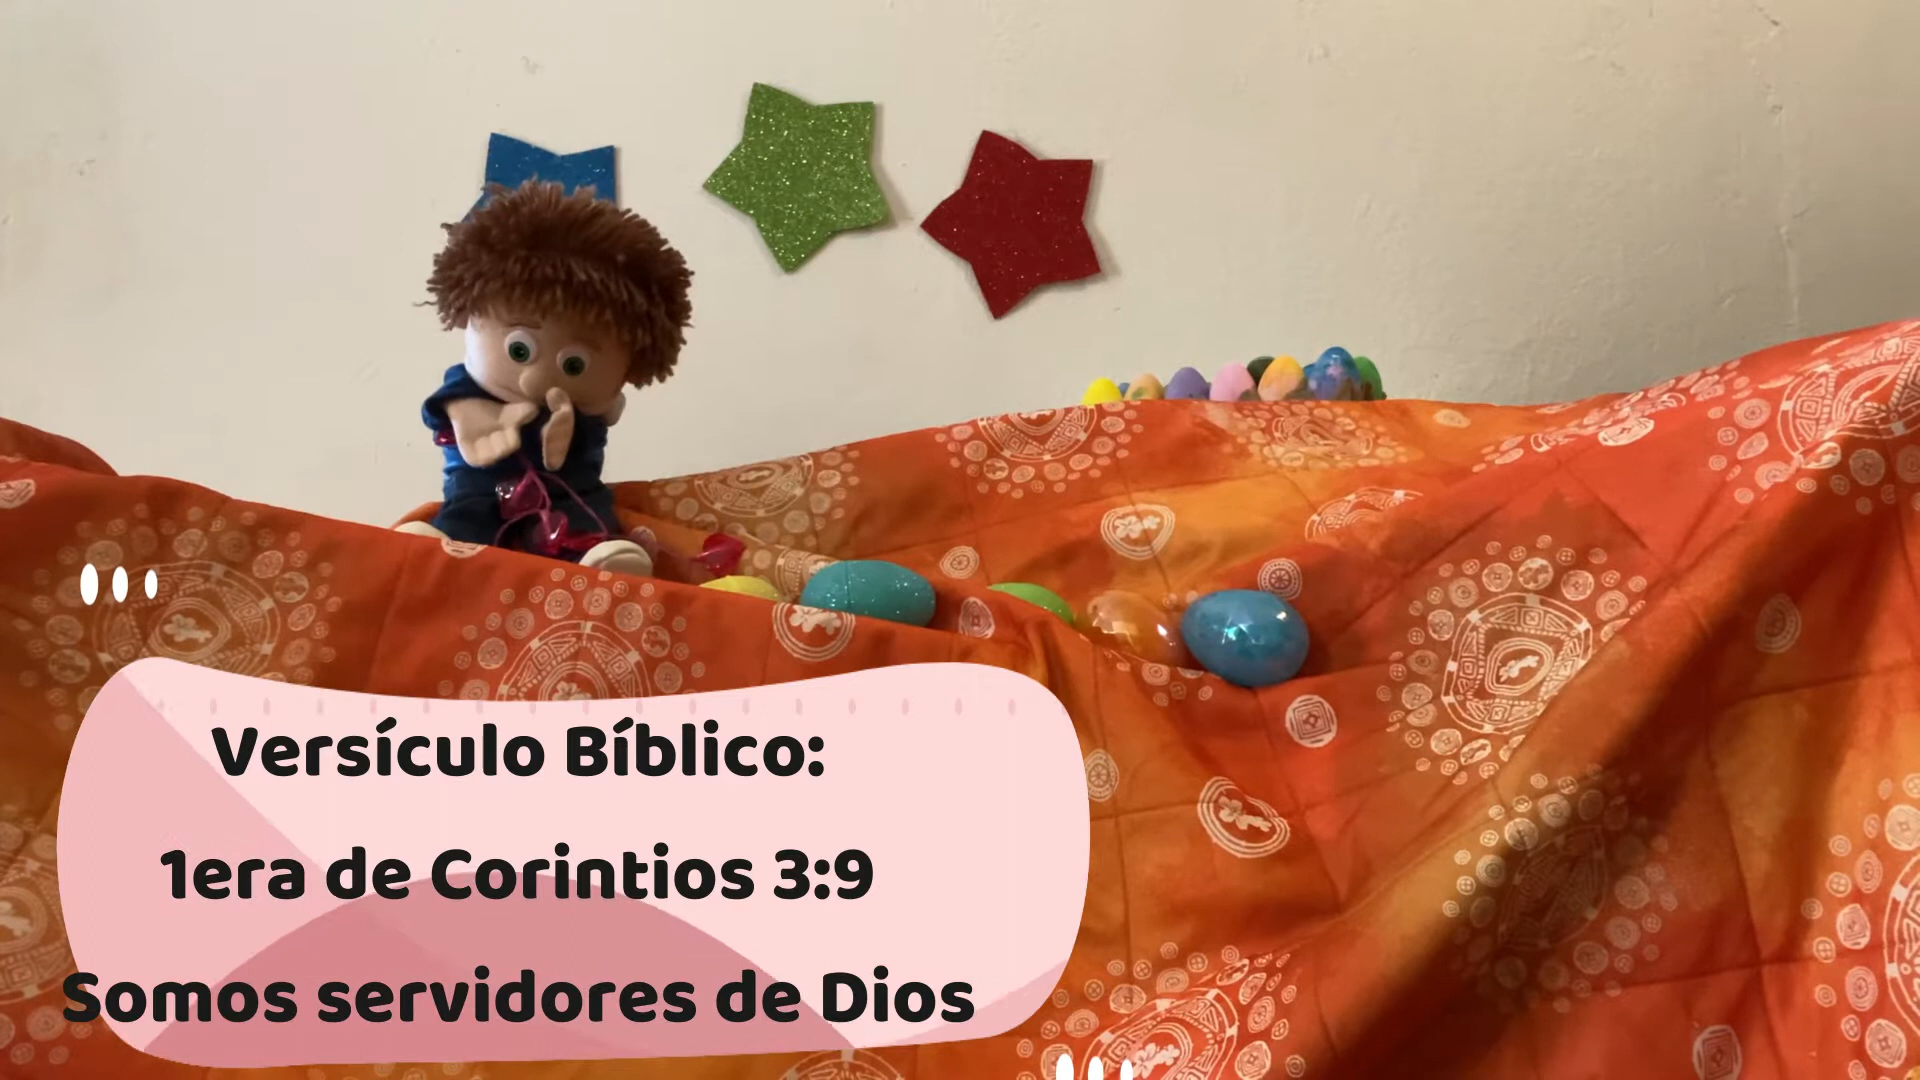 Versículo Bíblico:
1era de Corintios 3:9
Somos servidores de Dios